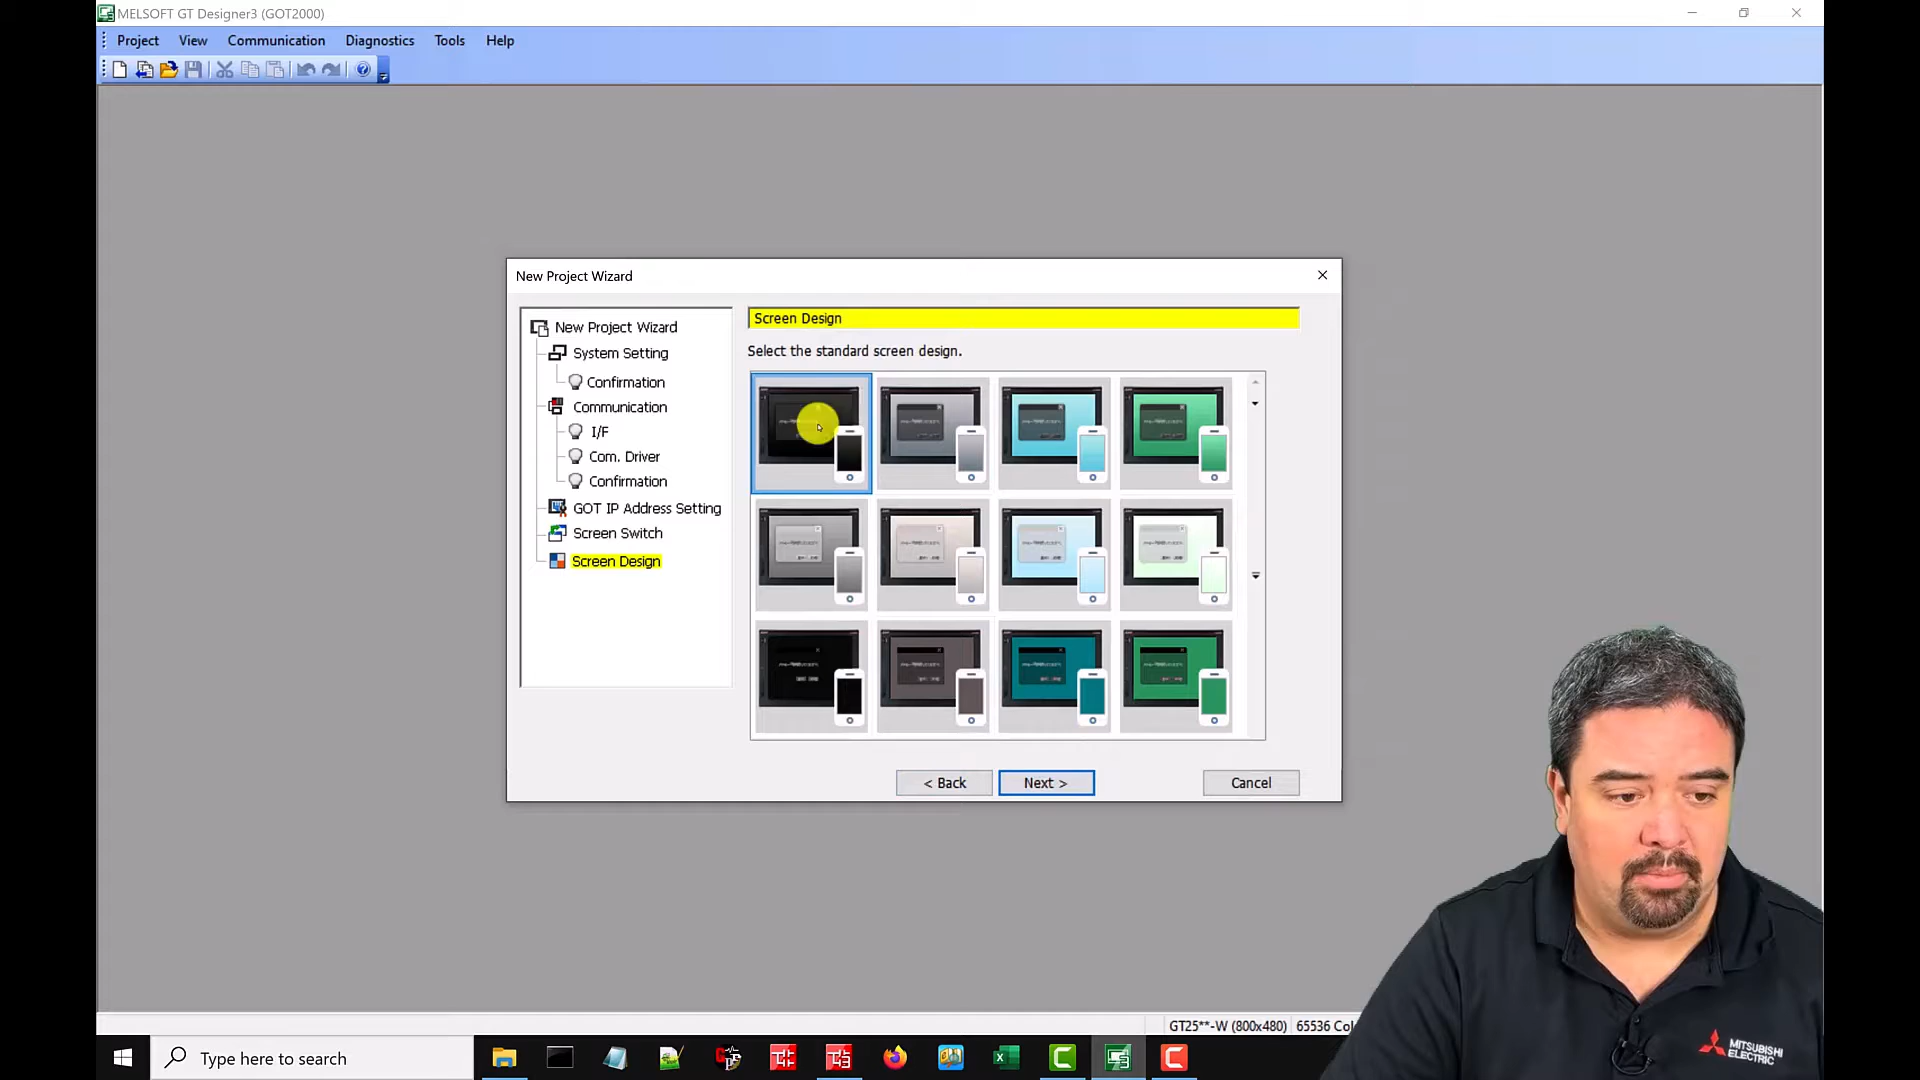 MELSOFT GT Designer3 (GOT2000)
Project View Communication Diagnostics Tools Help
New Project Wizard
New Project Wizard
System Setting
Confirmation
Communication
I/F
Com. Driver
Confirmation
GOT IP Address Setting
Screen Switch
Screen Design
Screen Design
Select the standard screen design.
< Back
Next >
Cancel
GT25**-W (800x480) 65536 Col
Type here to search
MITSUBISHI
ELECTRIC